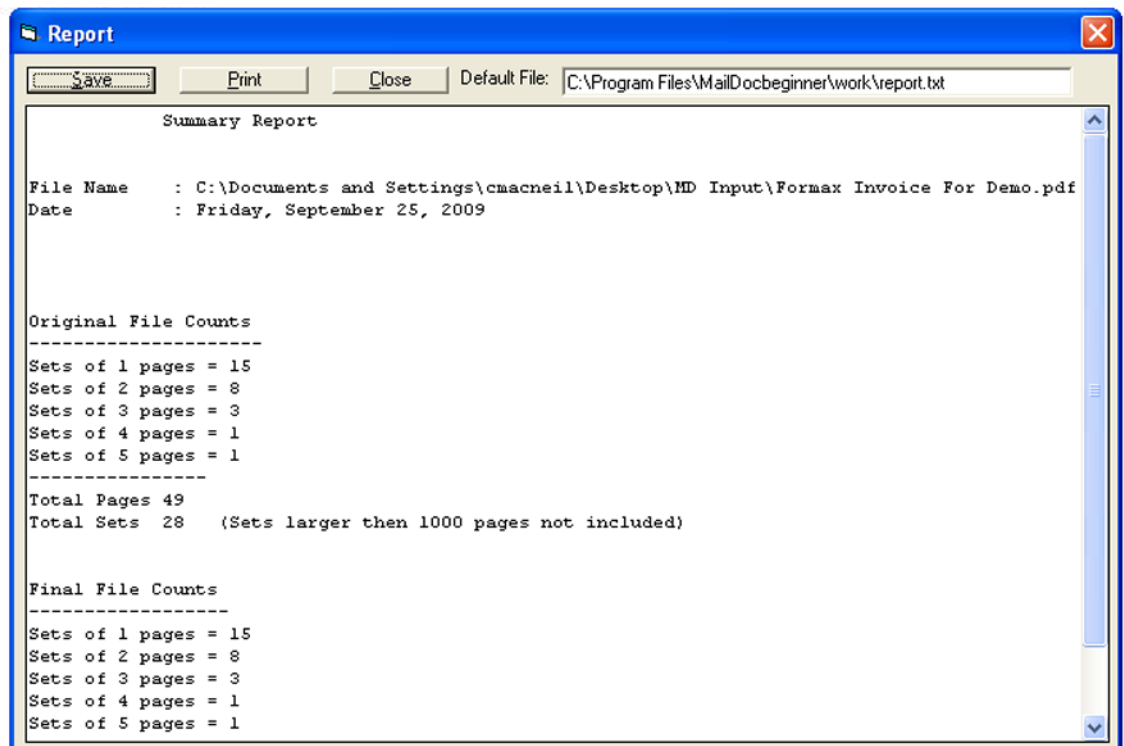 Report
Save Print Close Default File: C:\Program Files\MailDocbeginner\work\report.txt
Summary Report
File Name : C:\Documents and Settings\cmacneil\Desktop\MD Input\Formax Invoice For Demo.pdf
Date : Friday, September 25, 2009
Original File Counts
---------------------
Sets of 1 pages = 15
Sets of 2 pages = 8
Sets of 3 pages = 3
Sets of 4 pages = 1
Sets of 5 pages = 1
----------------
Total Pages 49
Total Sets 28 (Sets larger then 1000 pages not included)
Final File Counts
------------------
Sets of 1 pages = 15
Sets of 2 pages = 8
Sets of 3 pages = 3
Sets of 4 pages = 1
Sets of 5 pages = 1